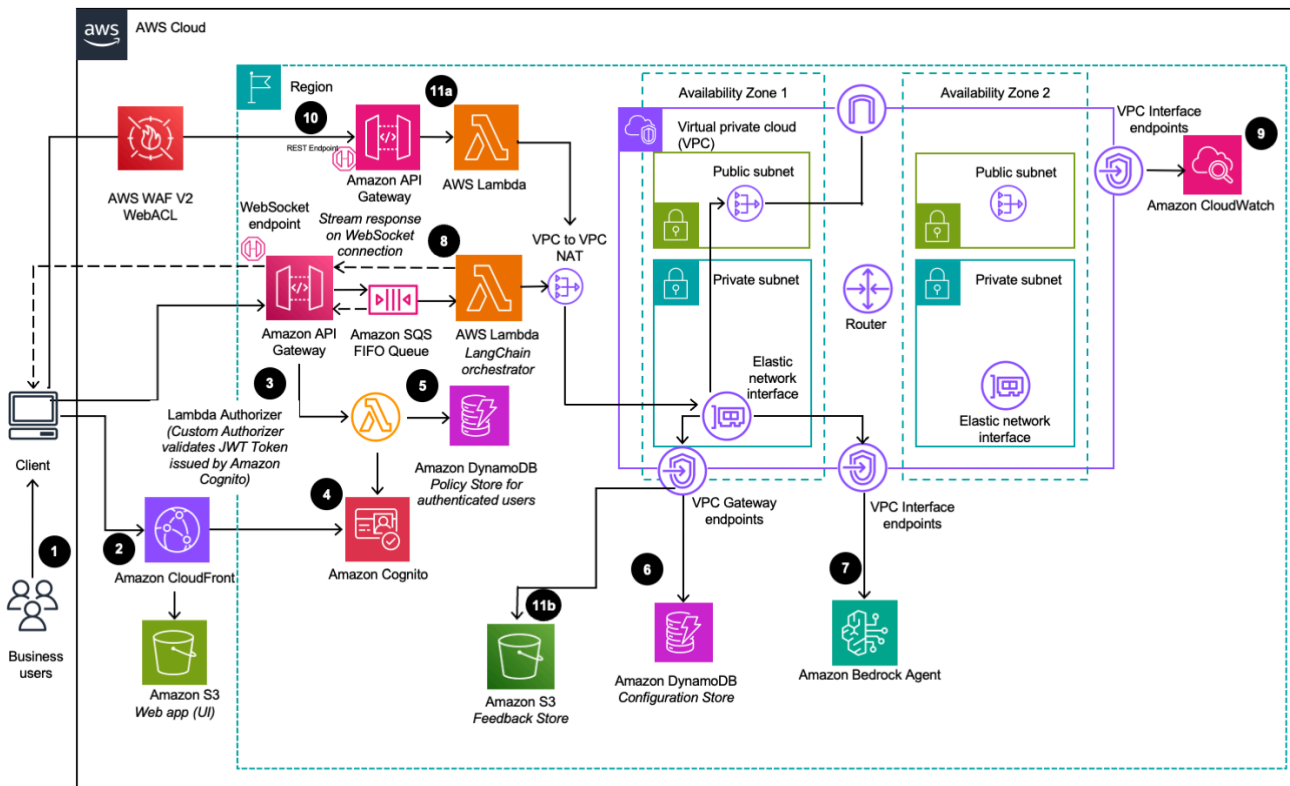 aws
AWS Cloud
Region
10
REST Endpoint
11a
Amazon API
Gateway
AWS Lambda
AWS WAF V2
WebACL
WebSocket
endpoint
Stream response
on WebSocket
connection
8
VPC to VPC
NAT
Amazon API
Gateway
Amazon SQS
FIFO Queue
AWS Lambda
LangChain
orchestrator
3
5
Lambda Authorizer
(Custom Authorizer
validates JWT Token
issued by Amazon
Cognito)
Amazon DynamoDB
Policy Store for
authenticated users
4
Amazon Cognito
Client
1
2
Amazon CloudFront
Business
users
Amazon S3
Web app (UI)
Availability Zone 1
Availability Zone 2
Virtual private cloud
(VPC)
Public subnet
Private subnet
Elastic
network
interface
Router
Public subnet
Private subnet
Elastic network
interface
VPC Interface
endpoints
9
Amazon CloudWatch
VPC Gateway
endpoints
VPC Interface
endpoints
11b
6
7
Amazon S3
Feedback Store
Amazon DynamoDB
Configuration Store
Amazon Bedrock Agent